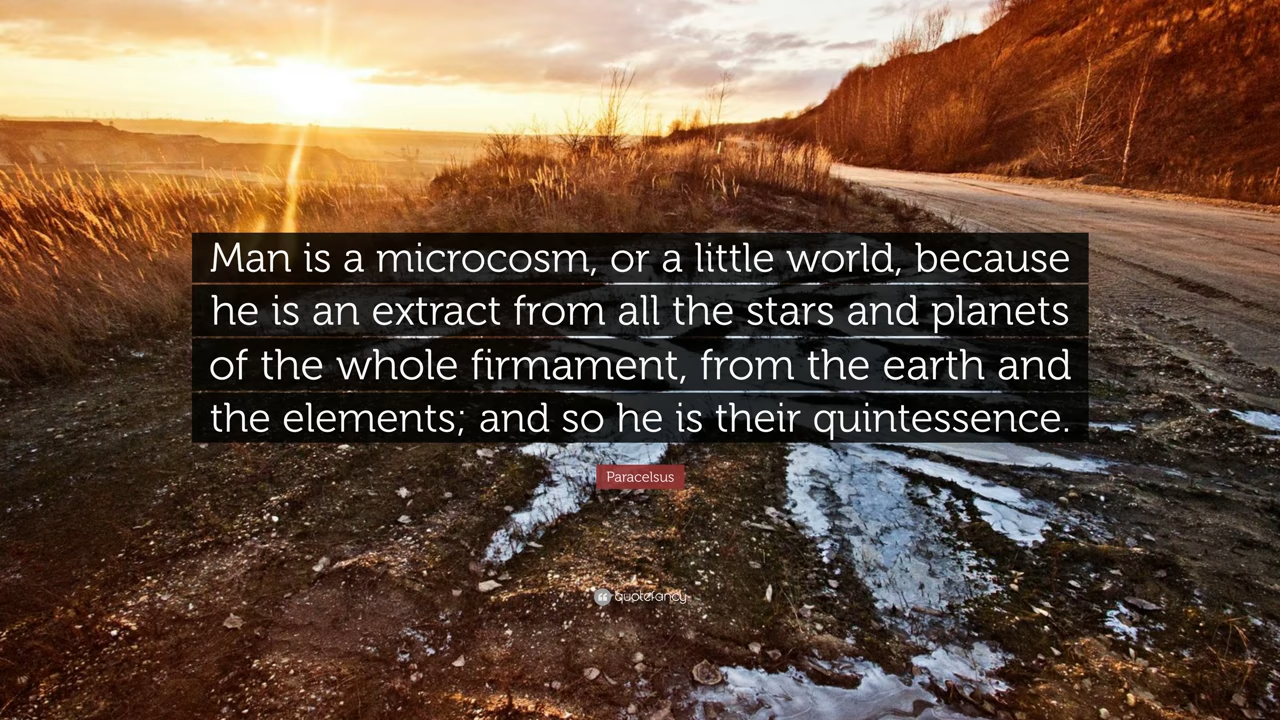 Man is a microcosm, or a little world, because
he is an extract from all the stars and planets
of the whole firmament, from the earth and
the elements; and so he is their quintessence.
Paracelsus
quotefancy